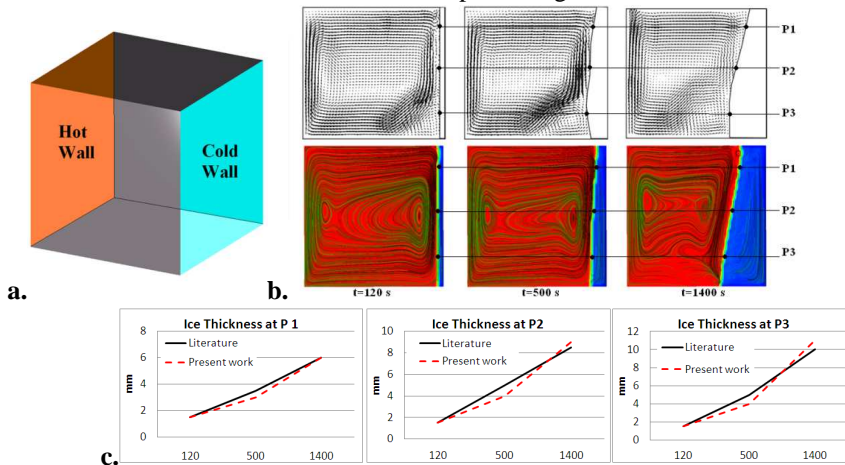 a.
Hot
Wall
Cold
Wall
b.
P1
P2
P3
P1
P2
P3
t=120 s
t=500 s
t=1400 s
c.
Ice Thickness at P 1
Literature
Present work
mm
8
6
4
2
0
120 500 1400
Ice Thickness at P2
Literature
Present work
mm
10
8
6
4
2
0
120 500 1400
Ice Thickness at P3
Literature
Present work
mm
12
10
8
6
4
2
0
120 500 1400